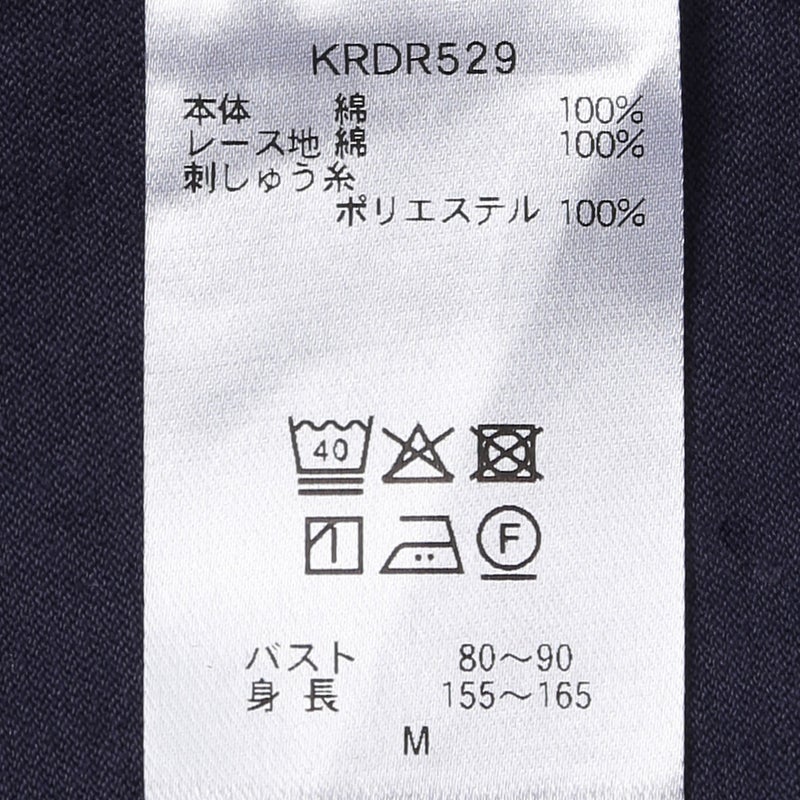 KRDR529
本体 綿 100%
レース地 綿 100%
刺しゅう糸
ポリエステル 100%
40
F
バスト 80〜90
身長 155〜165
M